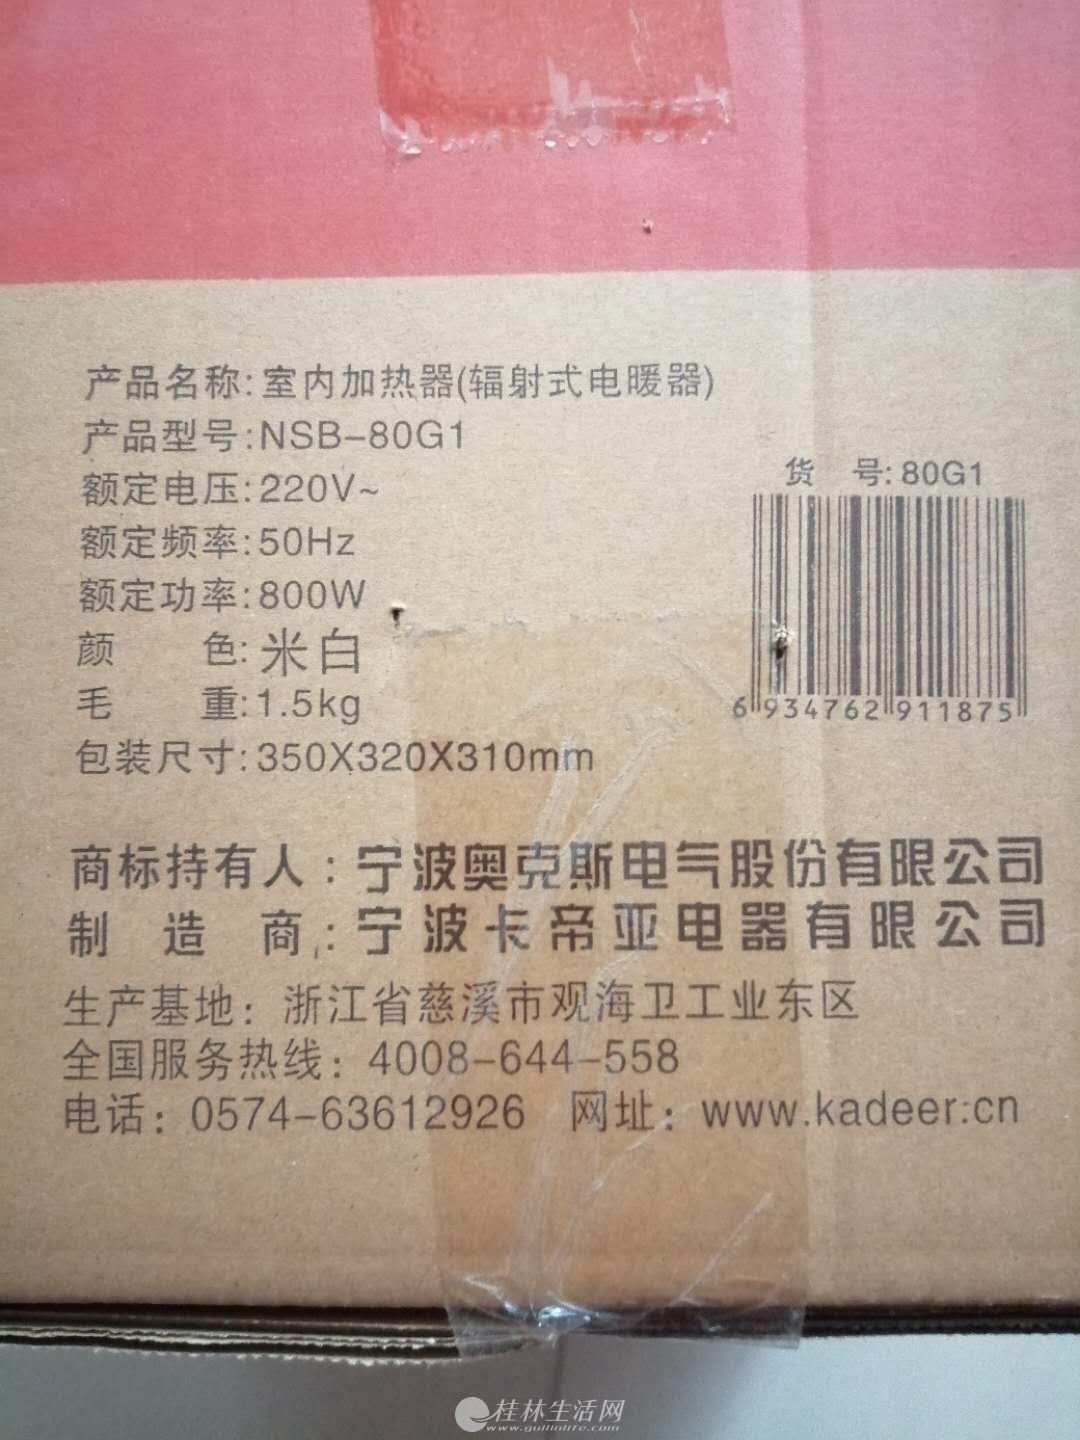 产品名称:室内加热器(辐射式电暖器)
产品型号:NSB-80G1
额定电压:220V~
额定频率:50Hz
额定功率:800W
颜 色:米白
毛 重:1.5kg
包装尺寸:350X320X310mm
货 号:80G1
6 934762 911875
商标持有人:宁波奥克斯电气股份有限公司
制 造 商:宁波卡帝亚电器有限公司
生产基地:浙江省慈溪市观海卫工业东区
全国服务热线:4008-644-558
电话:0574-63612926 网址:www.kadeer.cn
桂林生活网
www.guilinlife.com